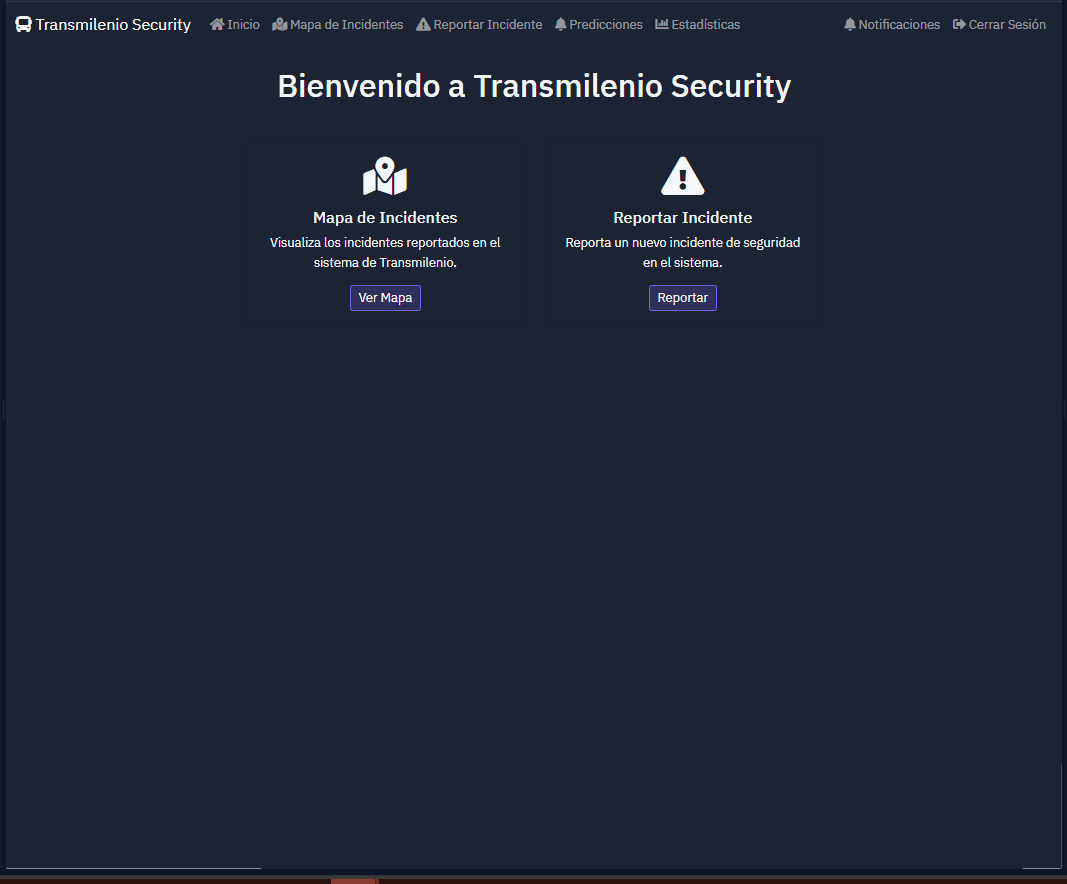 Transmilenio Security Inicio Mapa de Incidentes Reportar Incidente Predicciones Estadísticas Notificaciones Cerrar Sesión
Bienvenido a Transmilenio Security
Mapa de Incidentes
Visualiza los incidentes reportados en el
sistema de Transmilenio.
Ver Mapa
Reportar Incidente
Reporta un nuevo incidente de seguridad
en el sistema.
Reportar